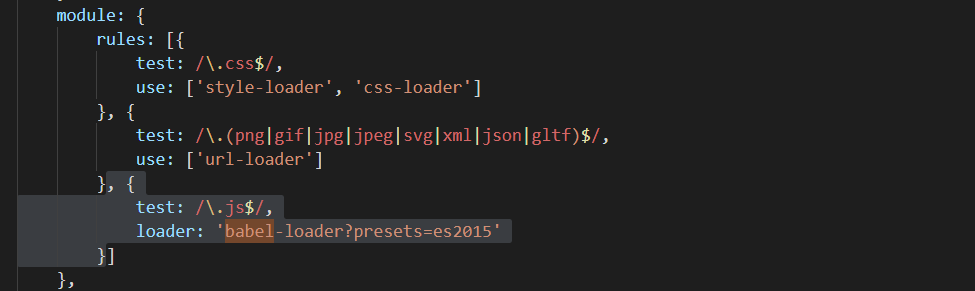 module: {
rules: [{
test: /\.css$/,
use: ['style-loader', 'css-loader']
}, {
test: /\.(png|gif|jpg|jpeg|svg|xml|json|gltf)$/,
use: ['url-loader']
}, {
test: /\.js$/,
loader: 'babel-loader?presets=es2015'
}]
},